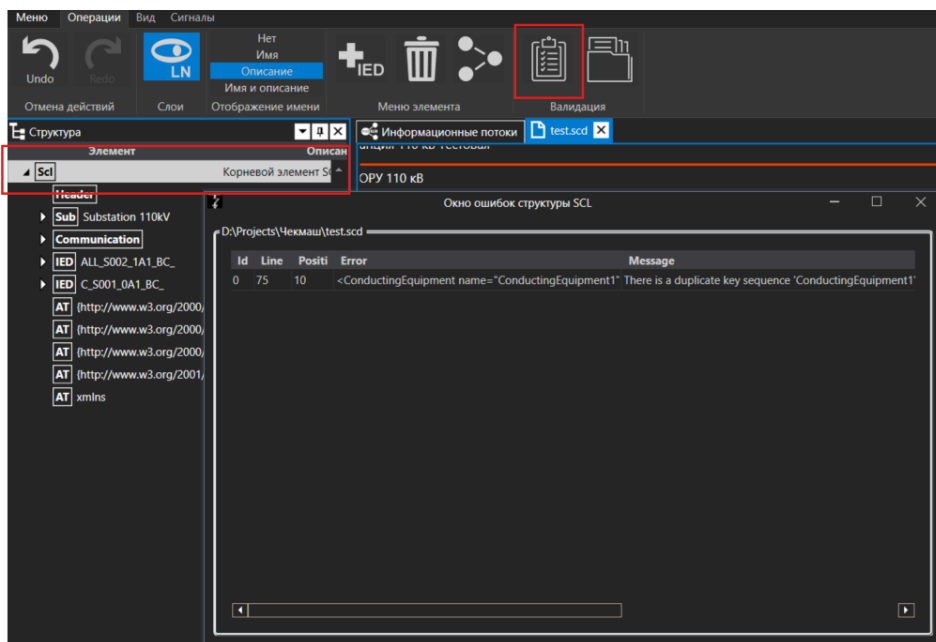 Меню Операции Вид Сигналы
Нет
Имя
Описание
Имя и описание
Undo Redo LN IED
Отмена действий Слои Отображение имени Меню элемента Валидация
Структура
Информационные потоки test.scd
Элемент Описан
Scl Корневой элемент
ОРУ 110 кВ
Header
Окно ошибок структуры SCL
Sub Substation 110kV
D:\Projects\Чекмаш\test.scd
Communication
Id Line Positi Error Message
IED ALL_S002_1A1_BC_
0 75 10 <ConductingEquipment name="ConductingEquipment1" There is a duplicate key sequence 'ConductingEquipment1'
IED C_S001_0A1_BC_
AT {http://www.w3.org/2000/
AT {http://www.w3.org/2000/
AT {http://www.w3.org/2000/
AT {http://www.w3.org/2001/
AT xmlns